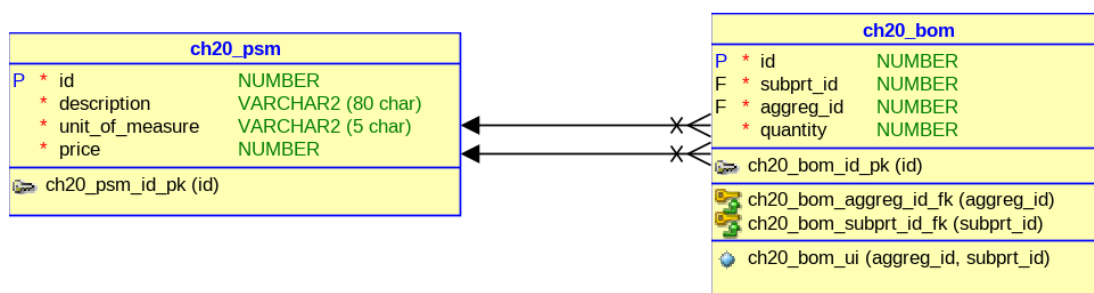 ch20_psm
P * id NUMBER
* description VARCHAR2 (80 char)
* unit_of_measure VARCHAR2 (5 char)
* price NUMBER
ch20_psm_id_pk (id)
ch20_bom
P * id NUMBER
F * subprt_id NUMBER
F * aggreg_id NUMBER
* quantity NUMBER
ch20_bom_id_pk (id)
ch20_bom_aggreg_id_fk (aggreg_id)
ch20_bom_subprt_id_fk (subprt_id)
ch20_bom_ui (aggreg_id, subprt_id)